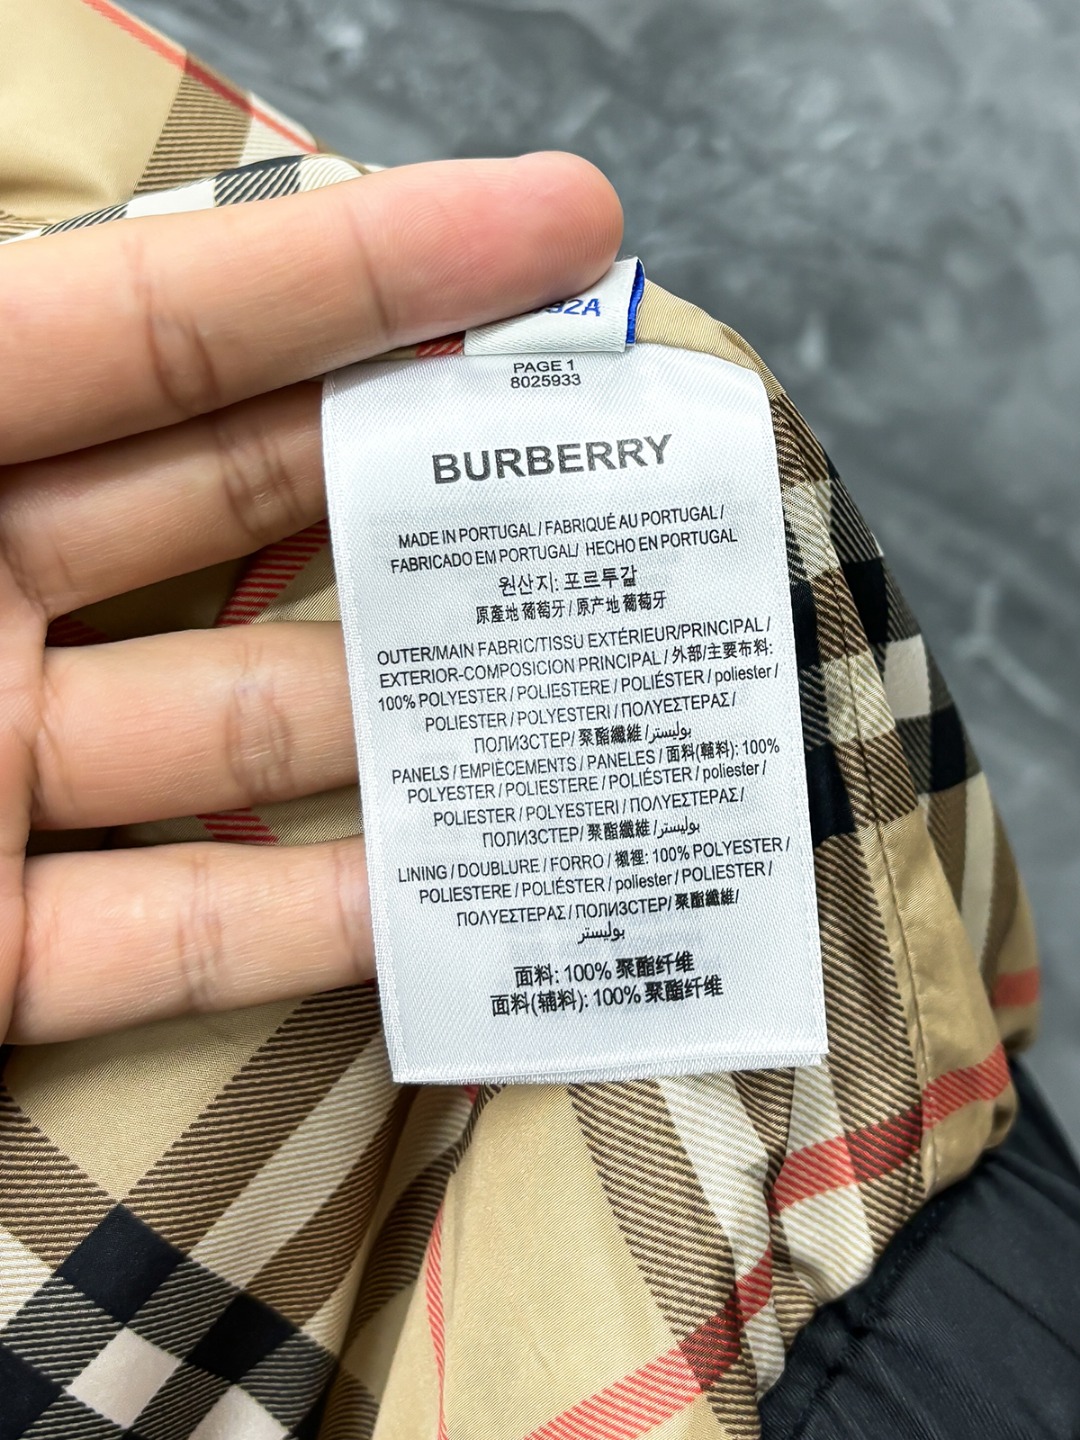 92A
PAGE 1
8025933
BURBERRY
MADE IN PORTUGAL / FABRIQUÉ AU PORTUGAL /
FABRICADO EM PORTUGAL/ HECHO EN PORTUGAL
원산지: 포르투갈
原產地 葡萄牙 / 原产地 葡萄牙
OUTER/MAIN FABRIC/TISSU EXTÉRIEUR/PRINCIPAL /
EXTERIOR-COMPOSICION PRINCIPAL / 外部/主要布料:
100% POLYESTER / POLIESTERE / POLIÉSTER / poliester /
POLIESTER / POLYESTERI / ΠΟΛΥΕΣΤΕΡΑΣ /
ПОЛИЭСТЕР/ 聚酯纖維 /بوليستر/
PANELS / EMPIÈCEMENTS / PANELES / 面料(輔料): 100%
POLYESTER / POLIESTERE / POLIÉSTER / poliester /
POLIESTER / POLYESTERI / ΠΟΛΥΕΣΤΕΡΑΣ /
ПОЛИЭСТЕР/ 聚酯纖維/بوليستر/
LINING / DOUBLURE / FORRO / 襯裡: 100% POLYESTER /
POLIESTERE / POLIÉSTER / poliester / POLIESTER /
ΠΟΛΥΕΣΤΕΡΑΣ / ПОЛИЭСТЕР/ 聚酯纖維/
بوليستر
面料: 100% 聚酯纤维
面料(辅料): 100% 聚酯纤维